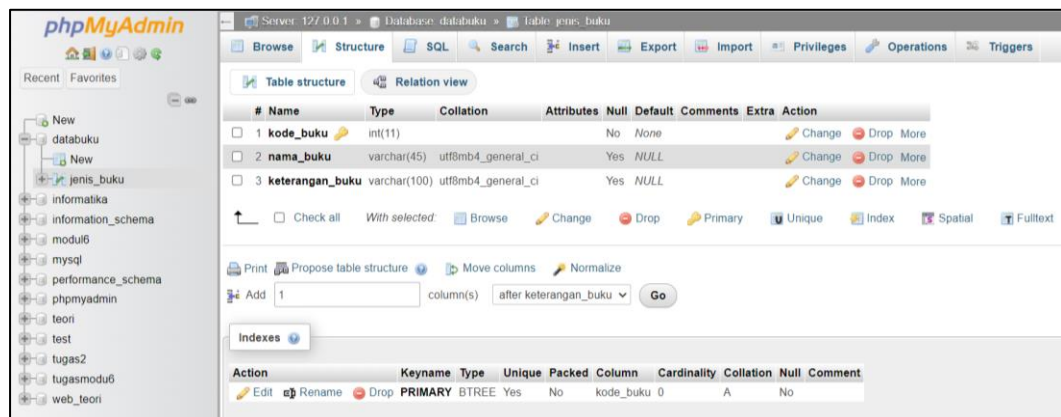 phpMyAdmin
Recent Favorites
New
databuku
New
jenis_buku
informatika
information_schema
modul6
mysql
performance_schema
phpmyadmin
teori
test
tugas2
tugasmodu6
web_teori
Server: 127.0.0.1 » Database: databuku » Table: jenis_buku
Browse Structure SQL Search Insert Export Import Privileges Operations Triggers
Table structure Relation view
# Name Type Collation Attributes Null Default Comments Extra Action
1 kode_buku int(11) No None Change Drop More
2 nama_buku varchar(45) utf8mb4_general_ci Yes NULL Change Drop More
3 keterangan_buku varchar(100) utf8mb4_general_ci Yes NULL Change Drop More
Check all With selected: Browse Change Drop Primary Unique Index Spatial Fulltext
Print Propose table structure Move columns Normalize
Add 1 column(s) after keterangan_buku Go
Indexes
Action Keyname Type Unique Packed Column Cardinality Collation Null Comment
Edit Rename Drop PRIMARY BTREE Yes No kode_buku 0 A No